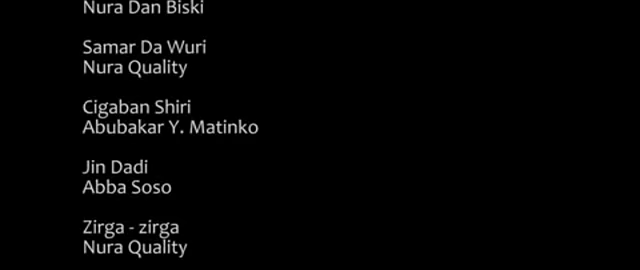 Nura Dan Biski
Samar Da Wuri
Nura Quality
Cigaban Shiri
Abubakar Y. Matinko
Jin Dadi
Abba Soso
Zirga - zirga
Nura Quality